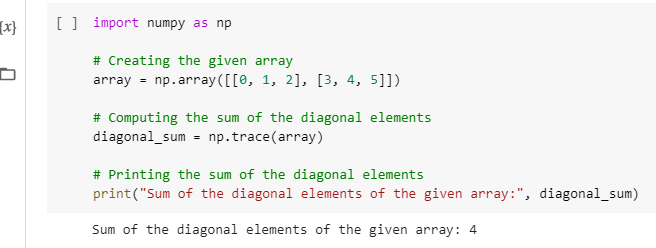 {x}
[ ] import numpy as np
# Creating the given array
array = np.array([[0, 1, 2], [3, 4, 5]])
# Computing the sum of the diagonal elements
diagonal_sum = np.trace(array)
# Printing the sum of the diagonal elements
print("Sum of the diagonal elements of the given array:", diagonal_sum)
Sum of the diagonal elements of the given array: 4